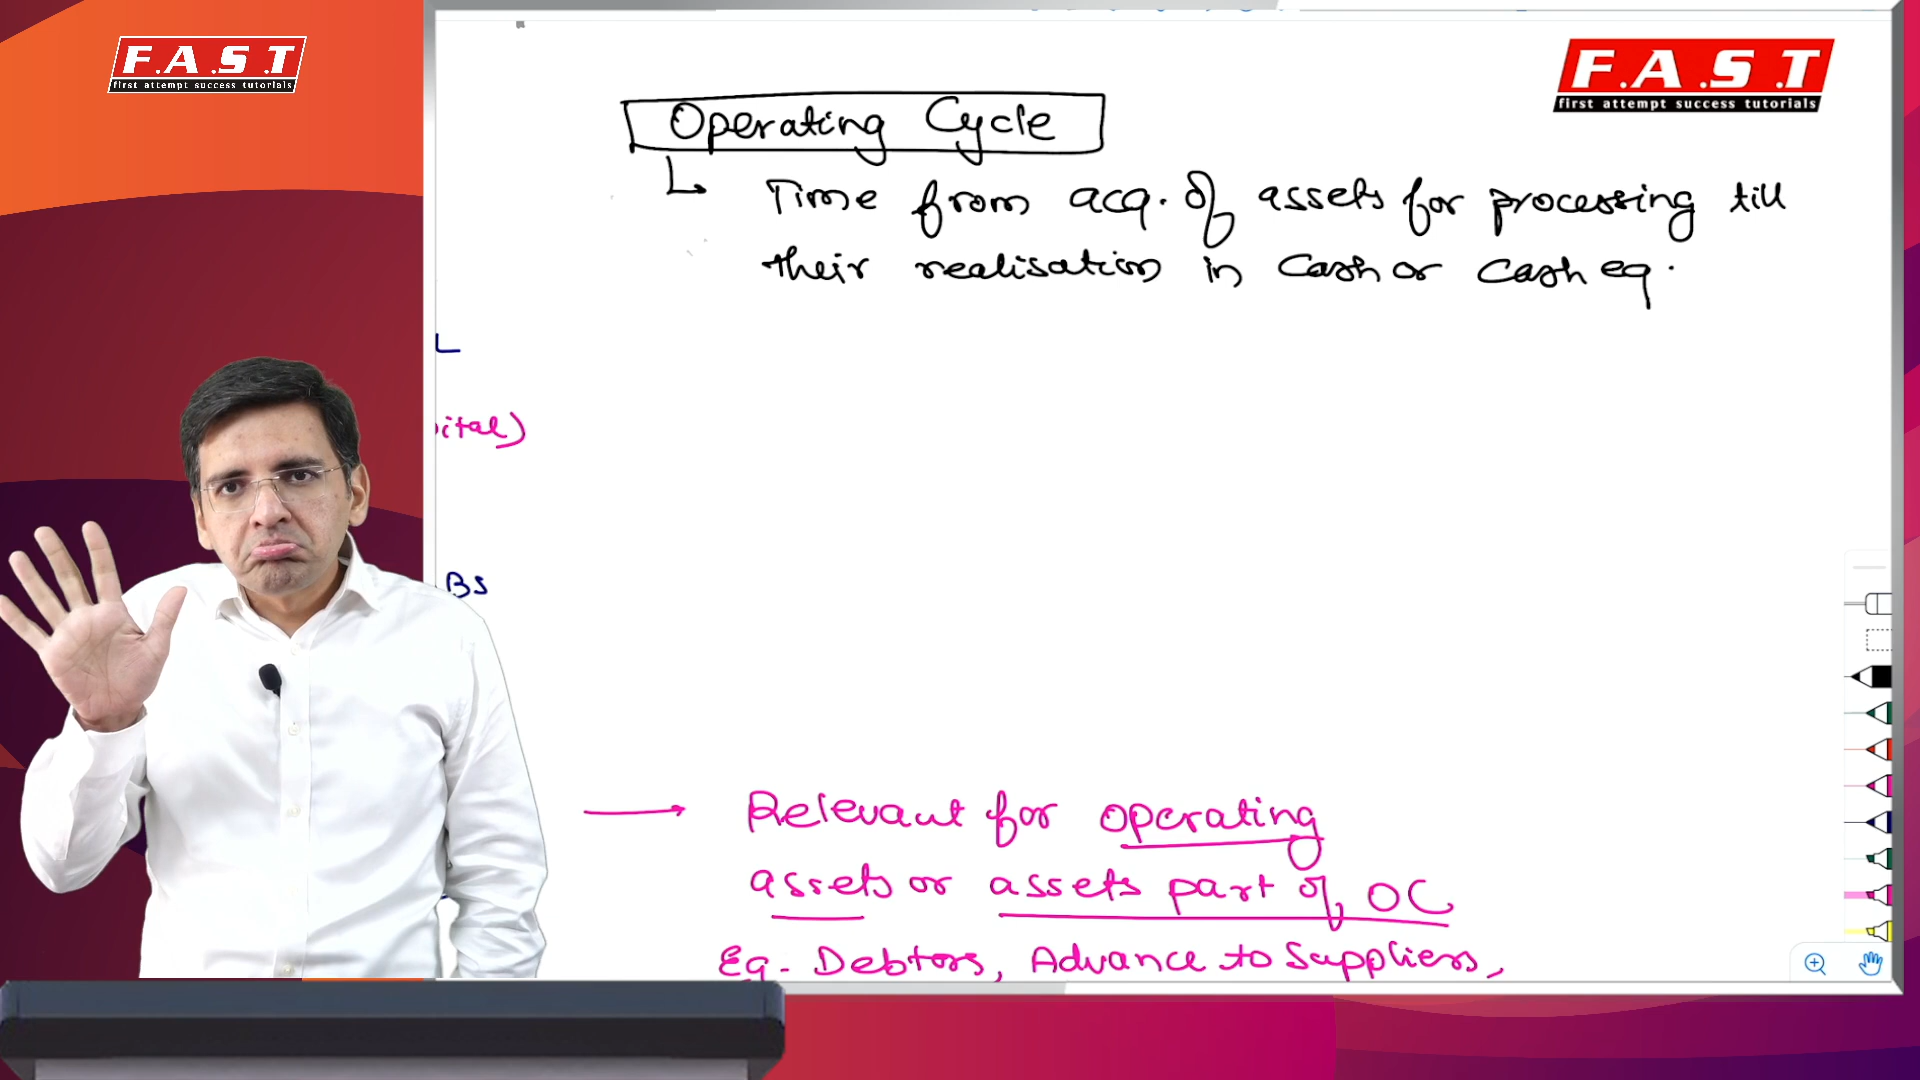 F.A.S.T
first attempt success tutorials
F.A.S.T
first attempt success tutorials
Operating Cycle
Time from acq. of assets for processing till
their realisation in Cash or Cash eq.
L
ital)
BS
Relevant for operating
assets or assets part of OC
Eg. Debtors, Advance to Suppliers,